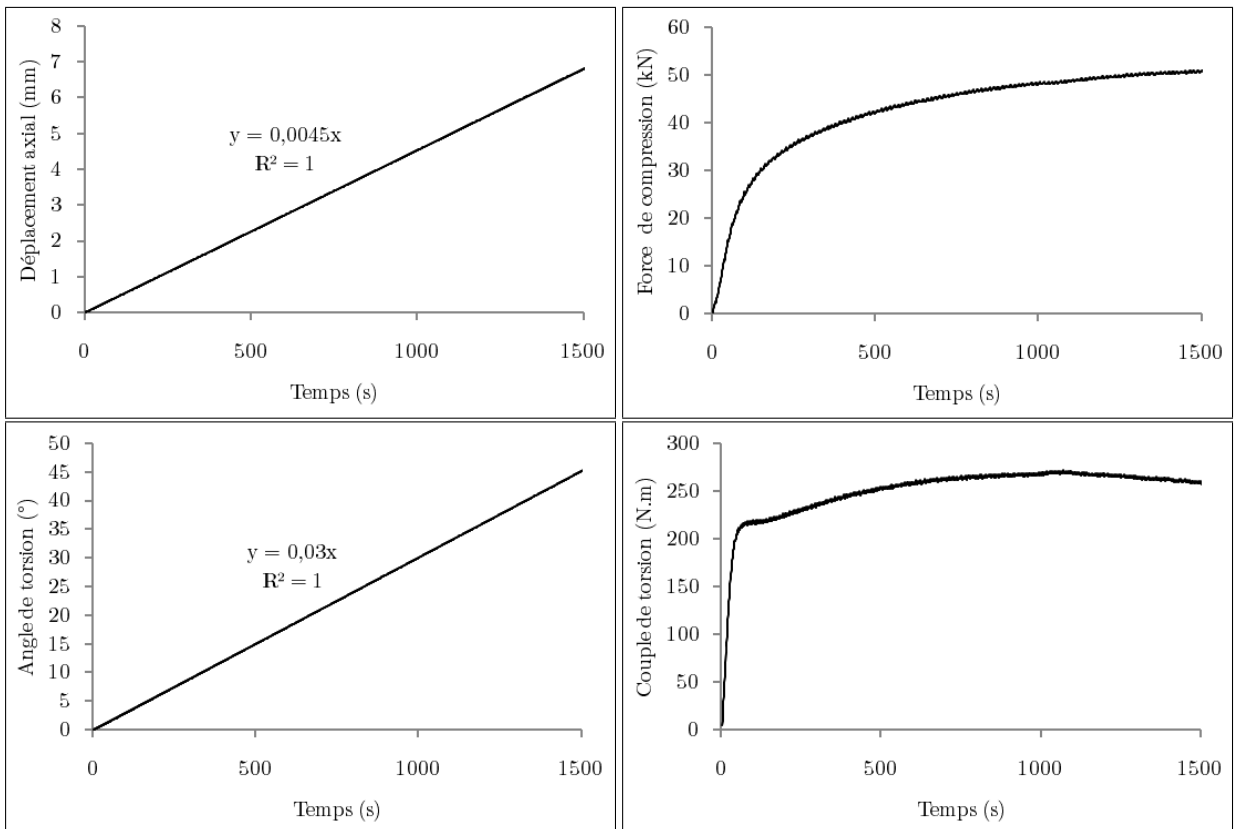 8
7
6
5
4
3
2
1
0
Déplacement axial (mm)
y = 0,0045x
R² = 1
0 500 1000 1500
Temps (s)
60
50
40
30
20
10
0
Force de compression (kN)
0 500 1000 1500
Temps (s)
50
45
40
35
30
25
20
15
10
5
0
Angle de torsion (°)
y = 0,03x
R² = 1
0 500 1000 1500
Temps (s)
300
250
200
150
100
50
0
Couple de torsion (N.m)
0 500 1000 1500
Temps (s)